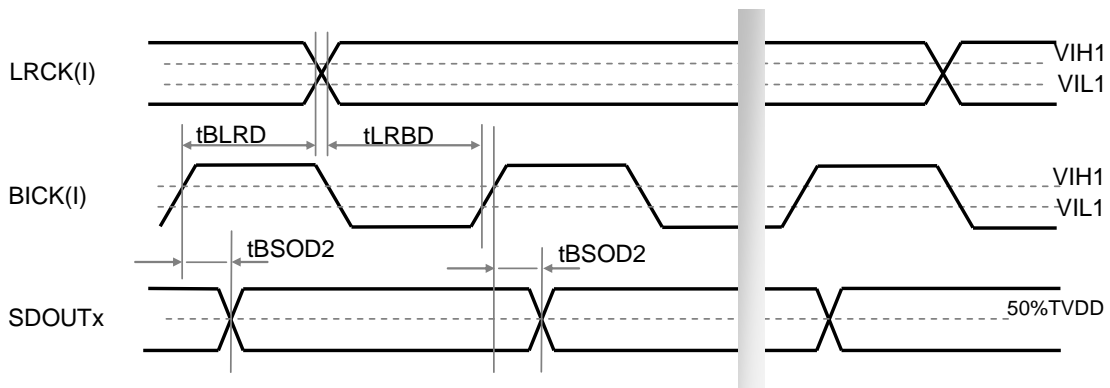 LRCK(I)
VIH1
VIL1
tBLRD
tLRBD
BICK(I)
VIH1
VIL1
tBSOD2
tBSOD2
SDOUTx
50%TVDD